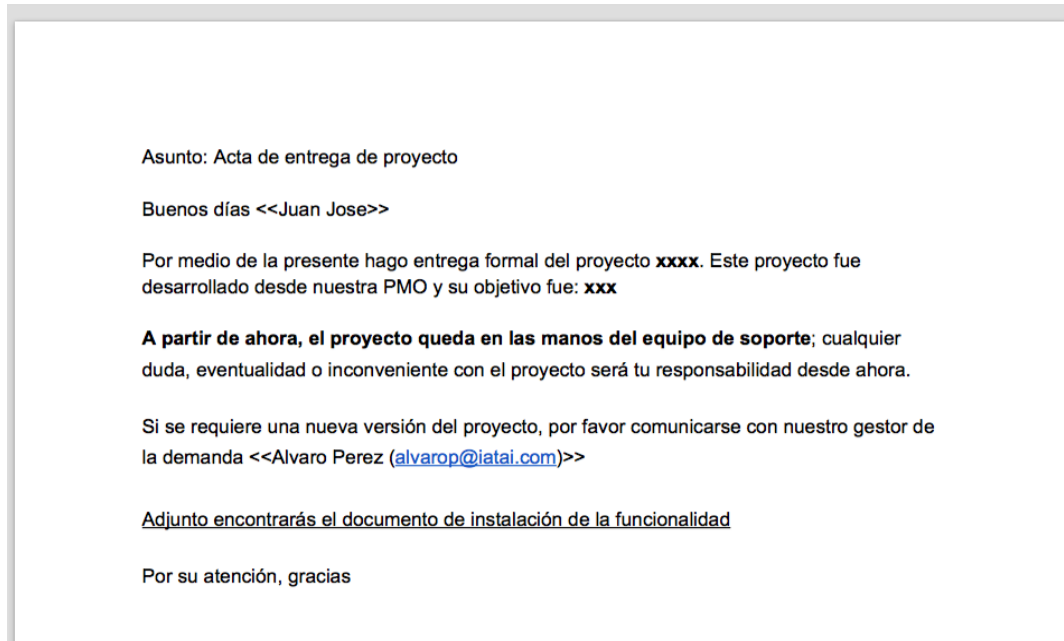 Asunto: Acta de entrega de proyecto
Buenos días <<Juan Jose>>
Por medio de la presente hago entrega formal del proyecto xxxx. Este proyecto fue
desarrollado desde nuestra PMO y su objetivo fue: xxx
A partir de ahora, el proyecto queda en las manos del equipo de soporte; cualquier
duda, eventualidad o inconveniente con el proyecto será tu responsabilidad desde ahora.
Si se requiere una nueva versión del proyecto, por favor comunicarse con nuestro gestor de
la demanda <<Alvaro Perez (alvarop@iatai.com)>>
Adjunto encontrarás el documento de instalación de la funcionalidad
Por su atención, gracias